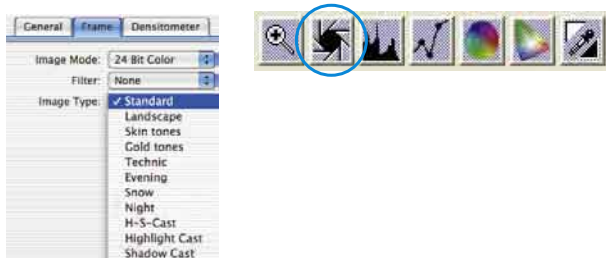 General Frame Densitometer
Image Mode: 24 Bit Color
Filter: None
Image Type: ✓ Standard
Landscape
Skin tones
Gold tones
Technic
Evening
Snow
Night
H-S-Cast
Highlight Cast
Shadow Cast